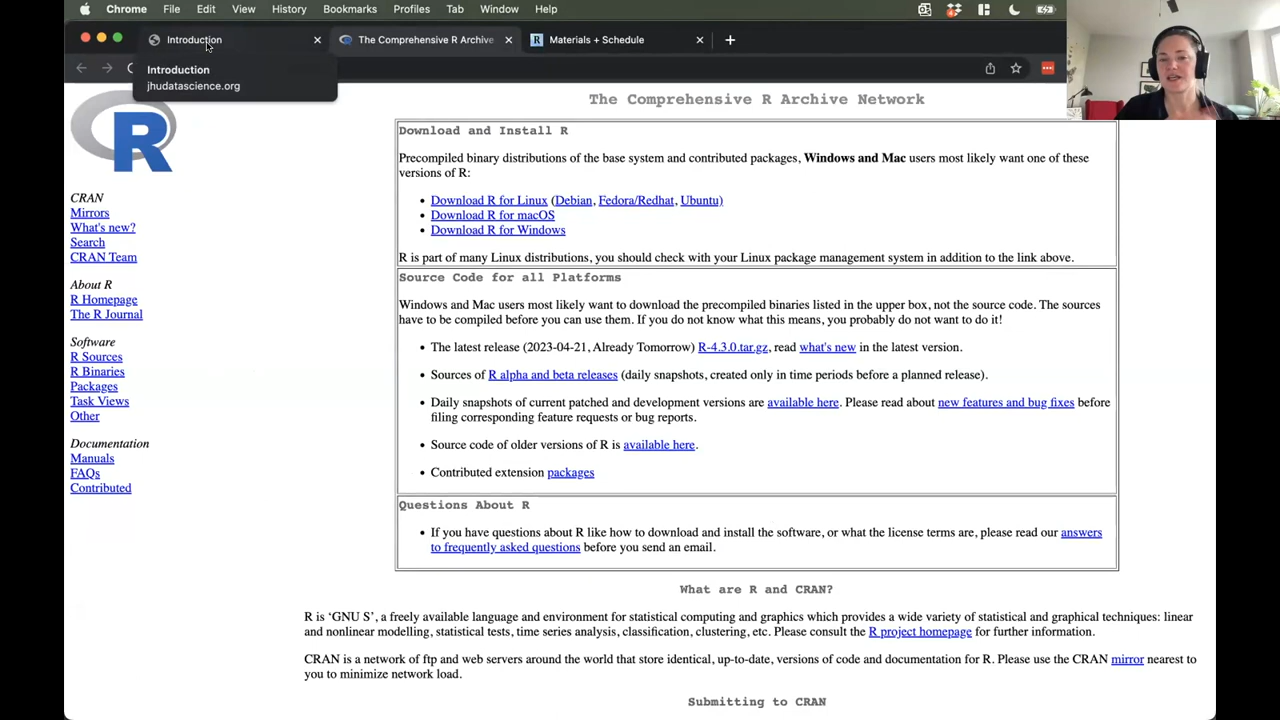 Chrome File Edit View History Bookmarks Profiles Tab Window Help
Introduction
The Comprehensive R Archive
Materials + Schedule
Introduction
jhudatascience.org
R
CRAN
Mirrors
What's new?
Search
CRAN Team
About R
R Homepage
The R Journal
Software
R Sources
R Binaries
Packages
Task Views
Other
Documentation
Manuals
FAQs
Contributed
The Comprehensive R Archive Network
Download and Install R
Precompiled binary distributions of the base system and contributed packages, Windows and Mac users most likely want one of these
versions of R:
• Download R for Linux (Debian, Fedora/Redhat, Ubuntu)
• Download R for macOS
• Download R for Windows
R is part of many Linux distributions, you should check with your Linux package management system in addition to the link above.
Source Code for all Platforms
Windows and Mac users most likely want to download the precompiled binaries listed in the upper box, not the source code. The sources
have to be compiled before you can use them. If you do not know what this means, you probably do not want to do it!
• The latest release (2023-04-21, Already Tomorrow) R-4.3.0.tar.gz, read what's new in the latest version.
• Sources of R alpha and beta releases (daily snapshots, created only in time periods before a planned release).
• Daily snapshots of current patched and development versions are available here. Please read about new features and bug fixes before
filing corresponding feature requests or bug reports.
• Source code of older versions of R is available here.
• Contributed extension packages
Questions About R
• If you have questions about R like how to download and install the software, or what the license terms are, please read our answers
to frequently asked questions before you send an email.
What are R and CRAN?
R is ‘GNU S’, a freely available language and environment for statistical computing and graphics which provides a wide variety of statistical and graphical techniques: linear
and nonlinear modelling, statistical tests, time series analysis, classification, clustering, etc. Please consult the R project homepage for further information.
CRAN is a network of ftp and web servers around the world that store identical, up-to-date, versions of code and documentation for R. Please use the CRAN mirror nearest to
you to minimize network load.
Submitting to CRAN